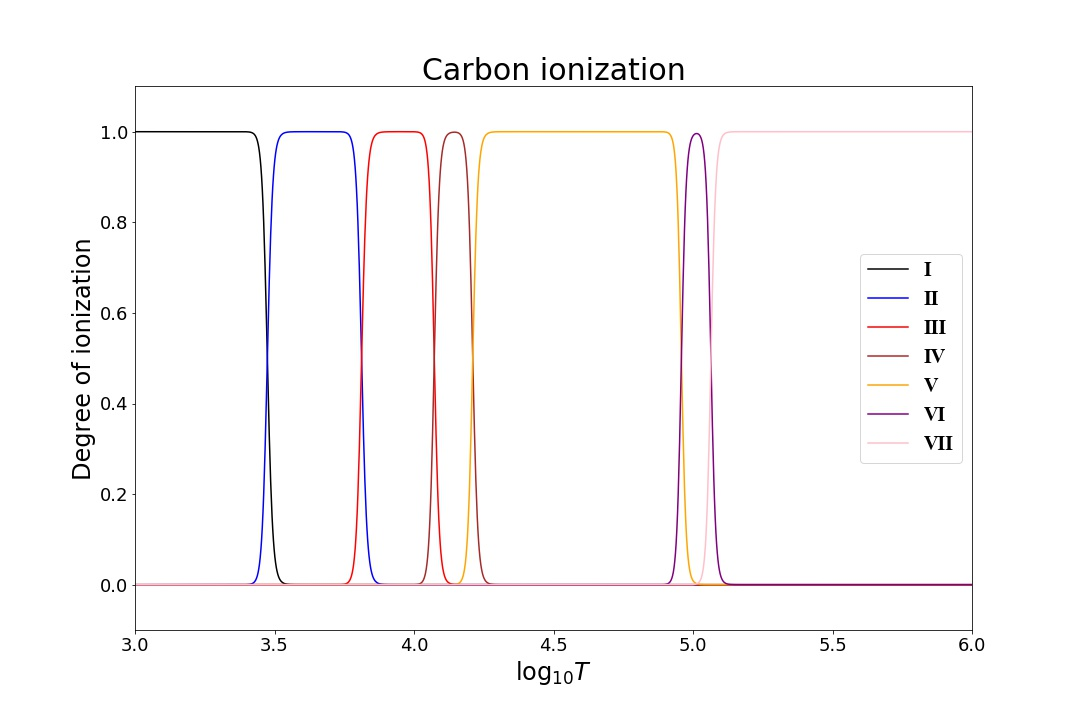 Carbon ionization
Degree of ionization
1.0
0.8
0.6
0.4
0.2
0.0
I
II
III
IV
V
VI
VII
3.0 3.5 4.0 4.5 5.0 5.5 6.0
log₁₀T